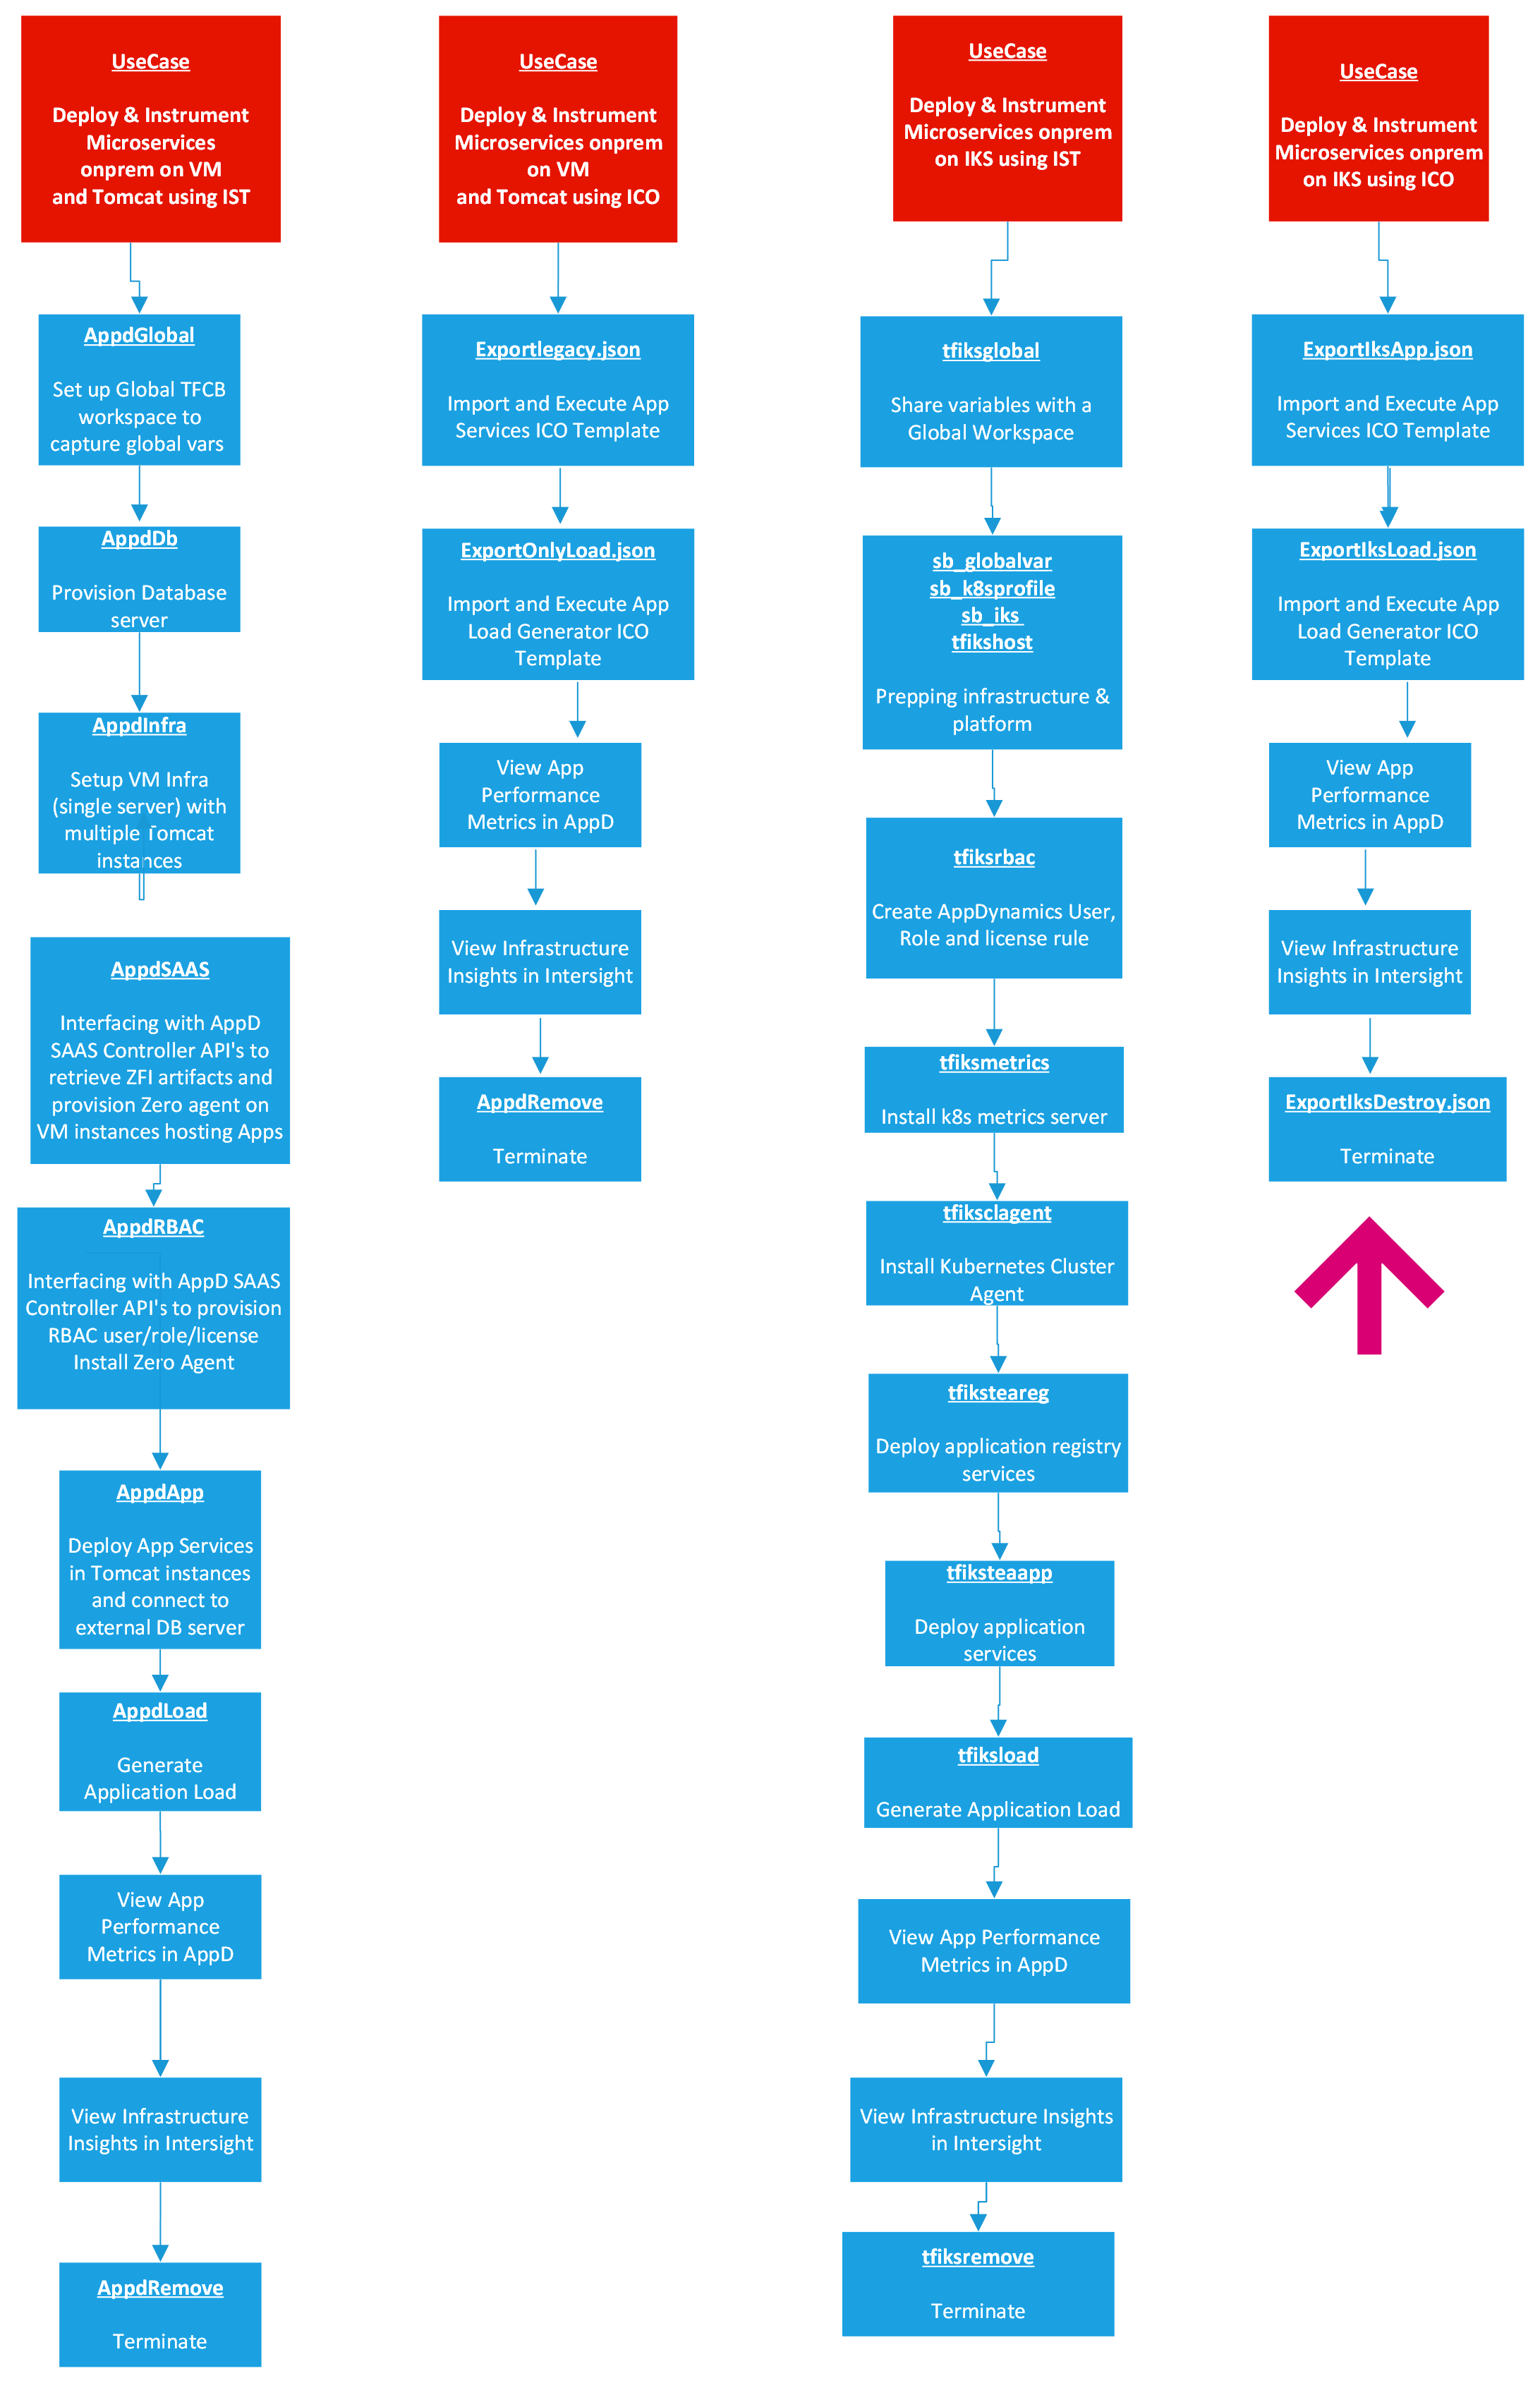 UseCase
Deploy & Instrument
Microservices
onprem on VM
and Tomcat using IST
AppdGlobal
Set up Global TFCB
workspace to
capture global vars
AppdDb
Provision Database
server
AppdInfra
Setup VM Infra
(single server) with
multiple Tomcat
instances
AppdSAAS
Interfacing with AppD
SAAS Controller API's to
retrieve ZFI artifacts and
provision Zero agent on
VM instances hosting Apps
AppdRBAC
Interfacing with AppD SAAS
Controller API's to provision
RBAC user/role/license
Install Zero Agent
AppdApp
Deploy App Services
in Tomcat instances
and connect to
external DB server
AppdLoad
Generate
Application Load
View App
Performance
Metrics in AppD
View Infrastructure
Insights in Intersight
AppdRemove
Terminate
UseCase
Deploy & Instrument
Microservices onprem
on VM
and Tomcat using ICO
Exportlegacy.json
Import and Execute App
Services ICO Template
ExportOnlyLoad.json
Import and Execute App
Load Generator ICO
Template
View App
Performance
Metrics in AppD
View Infrastructure
Insights in Intersight
AppdRemove
Terminate
UseCase
Deploy & Instrument
Microservices onprem
on IKS using IST
tfiksglobal
Share variables with a
Global Workspace
sb_globalvar
sb_k8sprofile
sb_iks
tfikshost
Prepping infrastructure &
platform
tfiksrbac
Create AppDynamics User,
Role and license rule
tfiksmetrics
Install k8s metrics server
tfiksclagent
Install Kubernetes Cluster
Agent
tfiksteareg
Deploy application registry
services
tfiksteaapp
Deploy application
services
tfiksload
Generate Application Load
View App Performance
Metrics in AppD
View Infrastructure Insights
in Intersight
tfiksremove
Terminate
UseCase
Deploy & Instrument
Microservices onprem
on IKS using ICO
ExportIksApp.json
Import and Execute App
Services ICO Template
ExportIksLoad.json
Import and Execute App
Load Generator ICO
Template
View App
Performance
Metrics in AppD
View Infrastructure
Insights in Intersight
ExportIksDestroy.json
Terminate